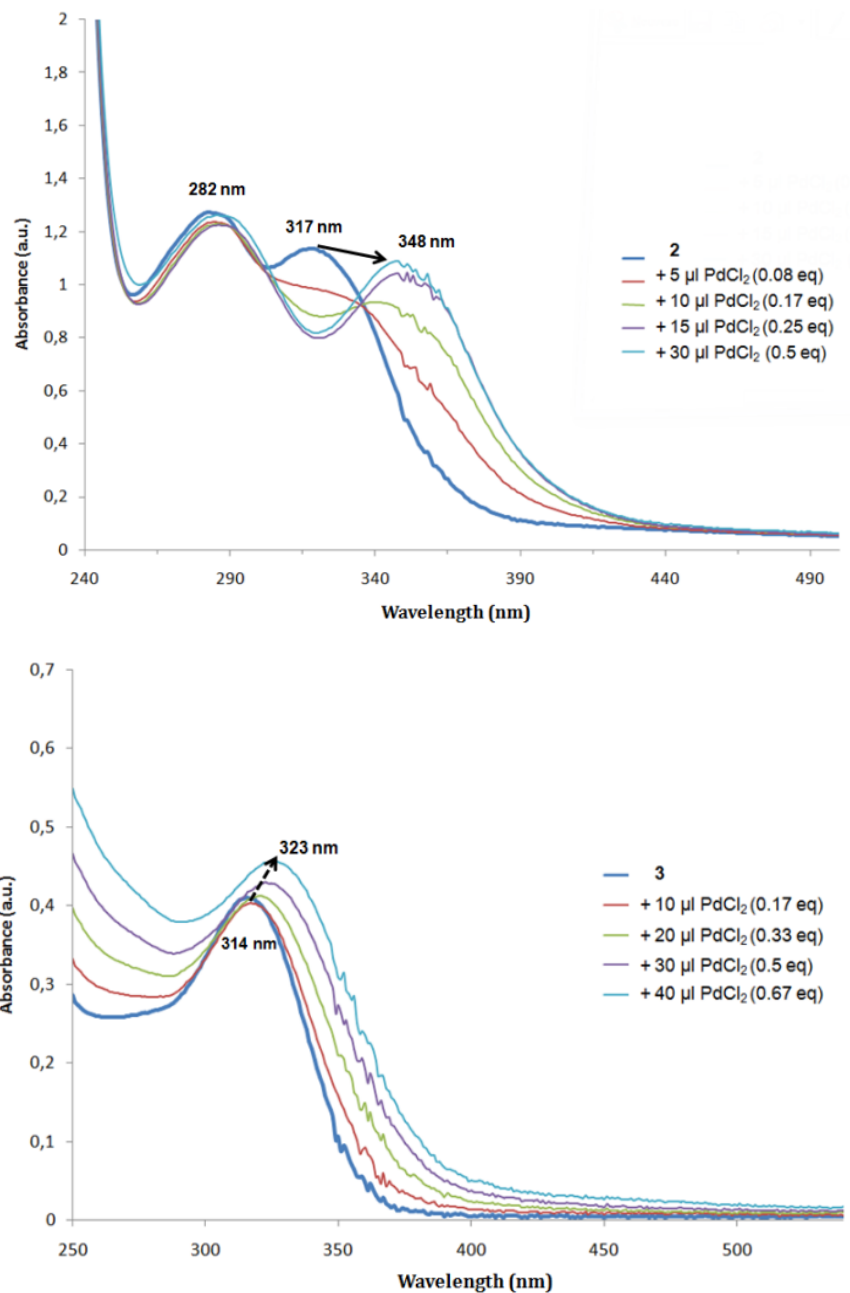 2
1,8
1,6
1,4
1,2
1
0,8
0,6
0,4
0,2
0
Absorbance (a.u.)
282 nm
317 nm
348 nm
2
+ 5 µl PdCl₂ (0.08 eq)
+ 10 µl PdCl₂ (0.17 eq)
+ 15 µl PdCl₂ (0.25 eq)
+ 30 µl PdCl₂ (0.5 eq)
240 290 340 390 440 490
Wavelength (nm)
0,7
0,6
0,5
0,4
0,3
0,2
0,1
0
Absorbance (a.u.)
323 nm
314 nm
3
+ 10 µl PdCl₂ (0.17 eq)
+ 20 µl PdCl₂ (0.33 eq)
+ 30 µl PdCl₂ (0.5 eq)
+ 40 µl PdCl₂ (0.67 eq)
250 300 350 400 450 500
Wavelength (nm)